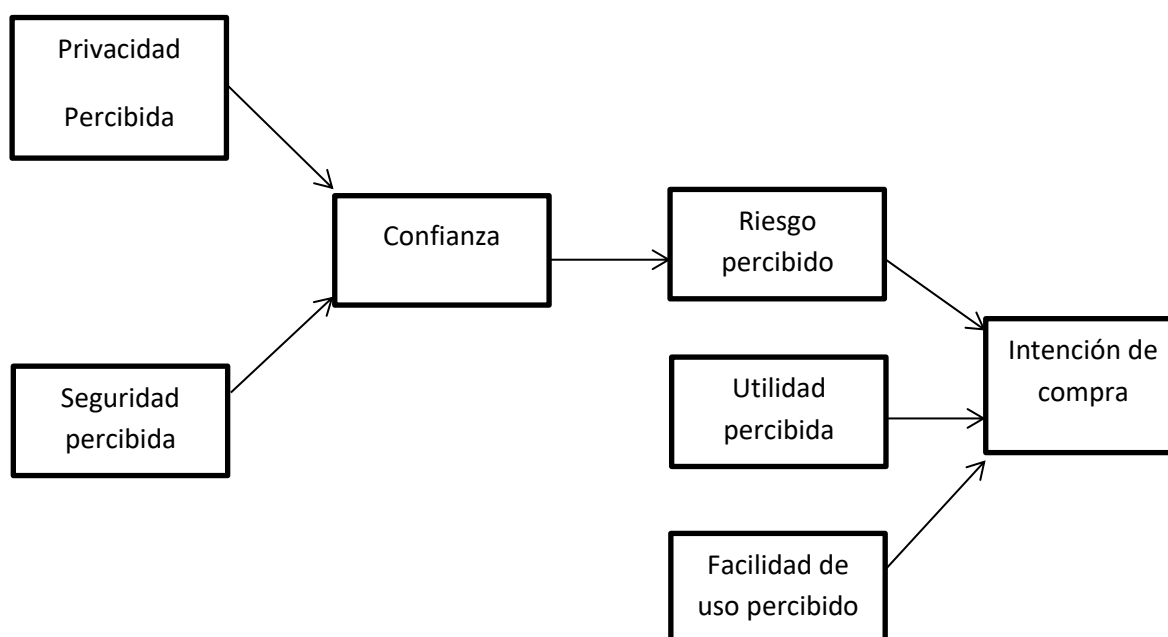 Privacidad
Percibida
Confianza
Riesgo
percibido
Intención de
compra
Seguridad
percibida
Utilidad
percibida
Facilidad de
uso percibido